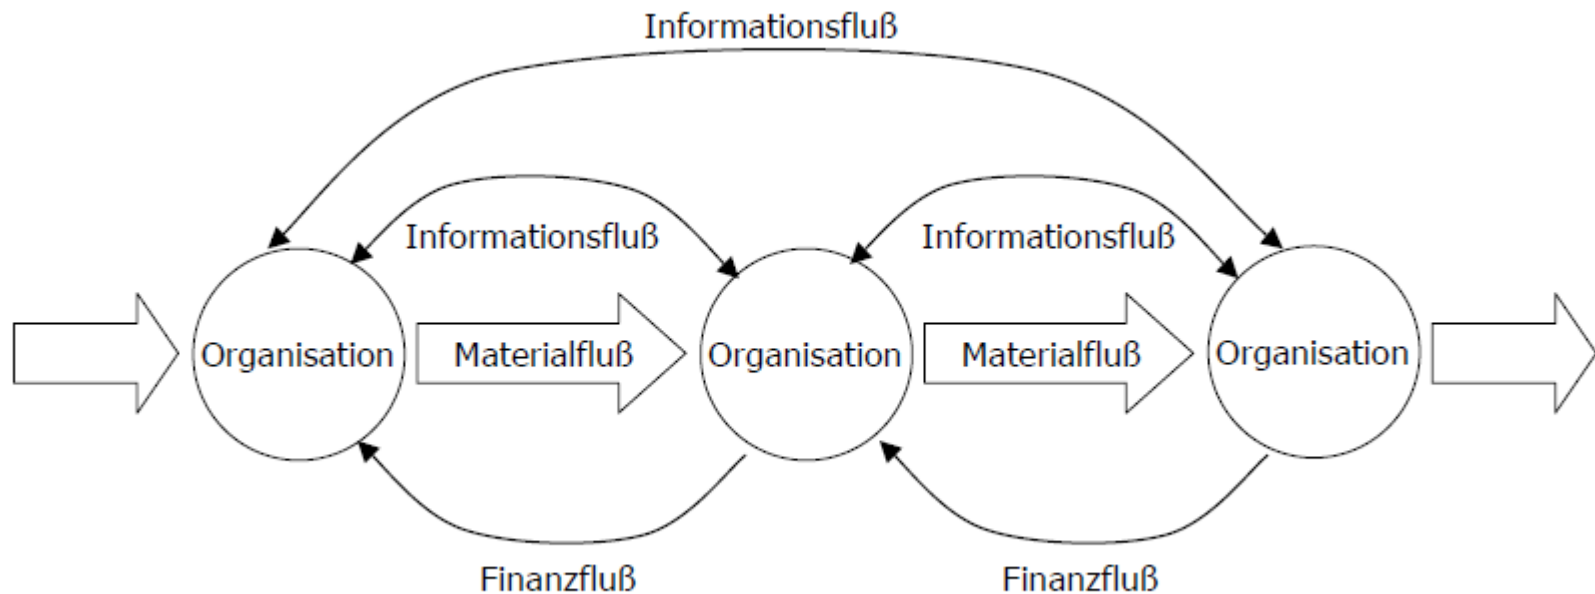 Informationsfluß
Informationsfluß
Informationsfluß
Organisation
Materialfluß
Organisation
Materialfluß
Organisation
Finanzfluß
Finanzfluß